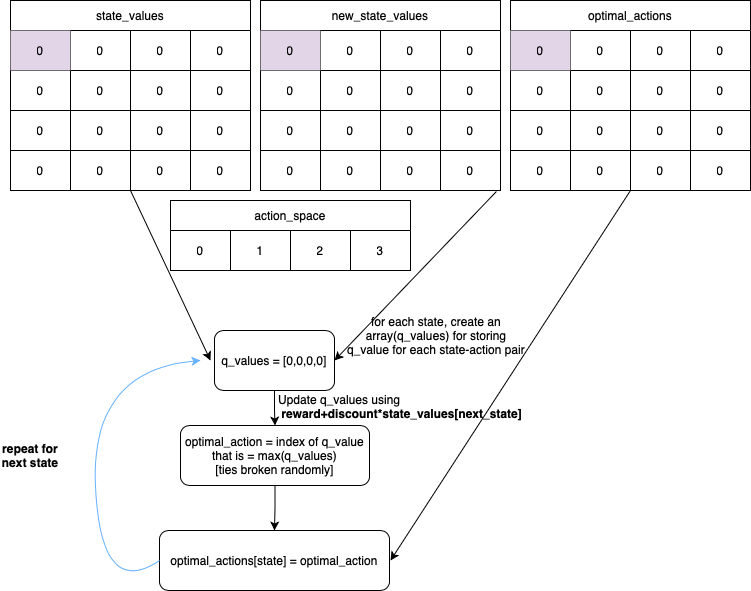 state_values
new_state_values
optimal_actions
0 0 0 0
0 0 0 0
0 0 0 0
0 0 0 0
0 0 0 0
0 0 0 0
0 0 0 0
0 0 0 0
0 0 0 0
0 0 0 0
0 0 0 0
0 0 0 0
action_space
0 1 2 3
for each state, create an
array(q_values) for storing
q_value for each state-action pair
q_values = [0,0,0,0]
Update q_values using
reward+discount*state_values[next_state]
optimal_action = index of q_value
that is = max(q_values)
[ties broken randomly]
repeat for
next state
optimal_actions[state] = optimal_action